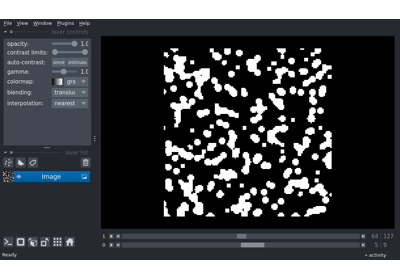 File View Window Plugins Help
layer controls
opacity: 1.0
contrast limits:
auto-contrast: once
gamma: 1.0
colormap: gra
blending: translu
interpolation: nearest
layer list
Image
1 64 127
0 5 9
Ready activity